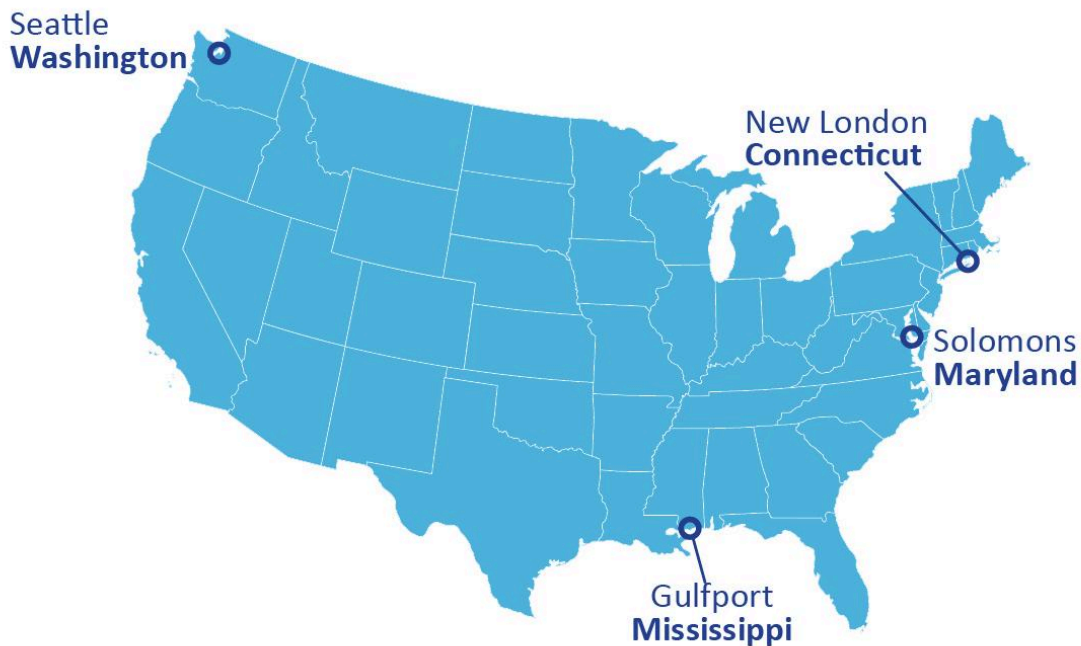 Seattle
Washington
New London
Connecticut
Solomons
Maryland
Gulfport
Mississippi